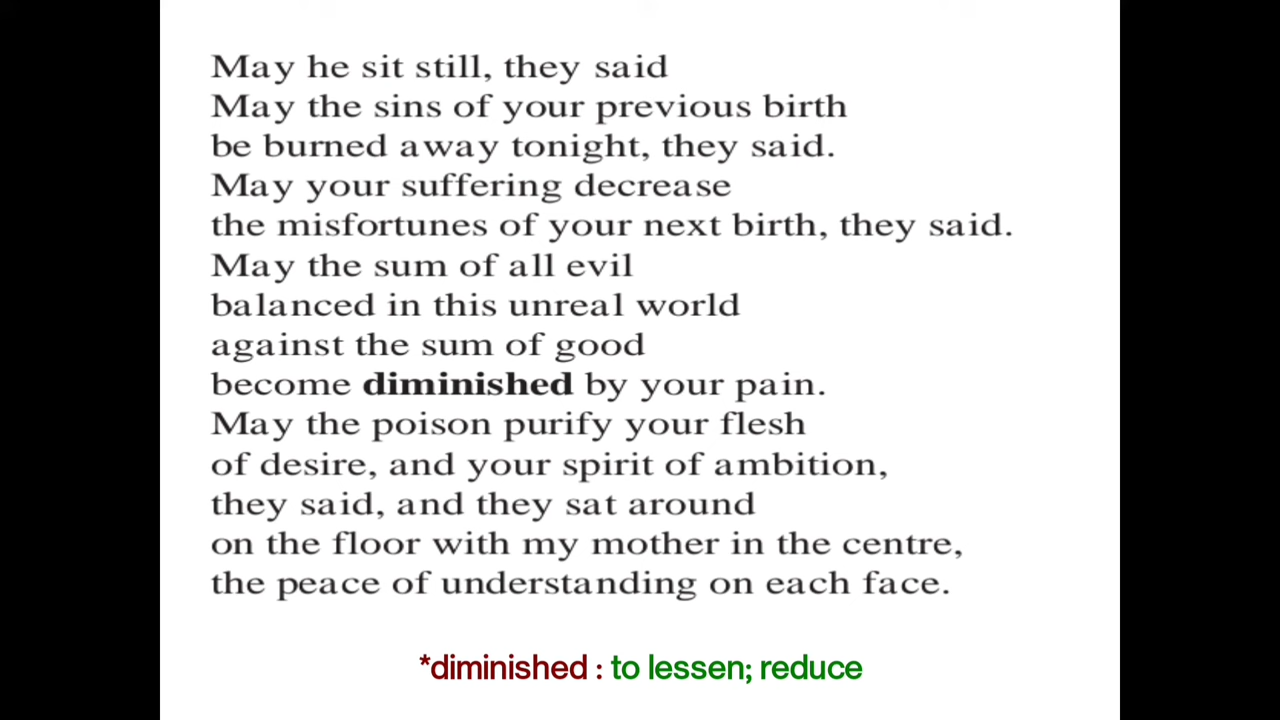 May he sit still, they said
May the sins of your previous birth
be burned away tonight, they said.
May your suffering decrease
the misfortunes of your next birth, they said.
May the sum of all evil
balanced in this unreal world
against the sum of good
become diminished by your pain.
May the poison purify your flesh
of desire, and your spirit of ambition,
they said, and they sat around
on the floor with my mother in the centre,
the peace of understanding on each face.
*diminished : to lessen; reduce